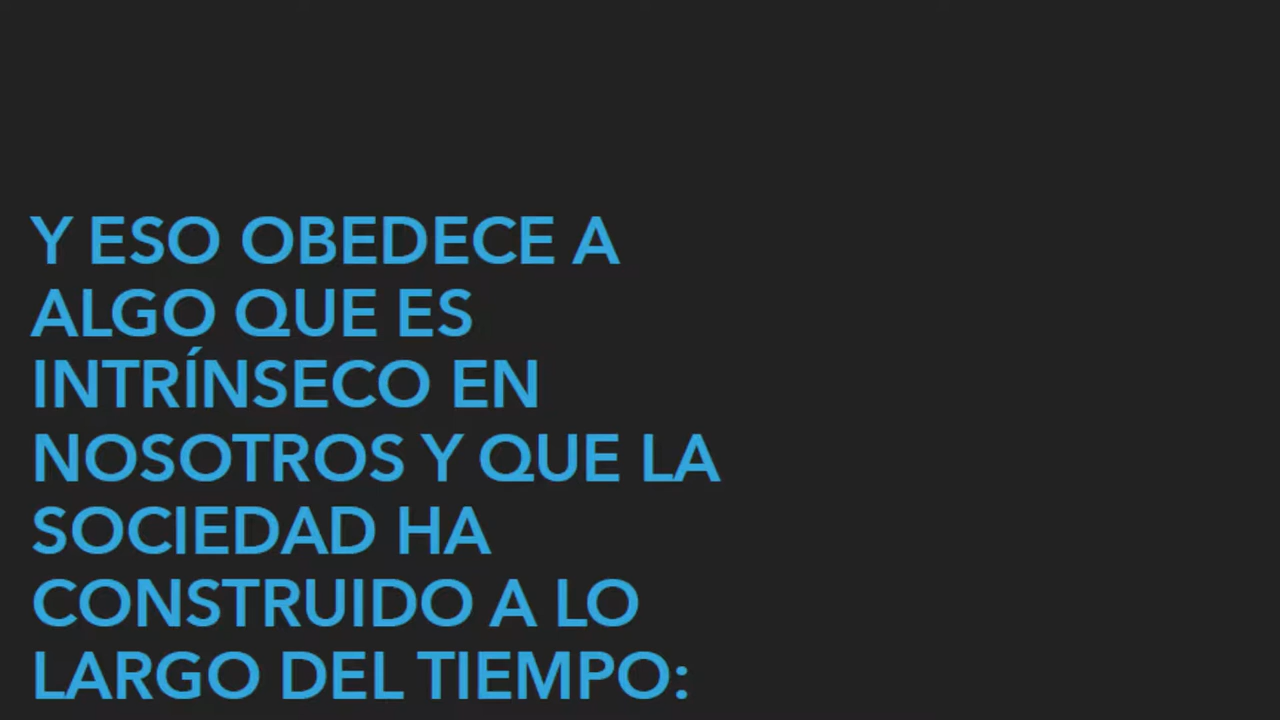 Y ESO OBEDECE A
ALGO QUE ES
INTRÍNSECO EN
NOSOTROS Y QUE LA
SOCIEDAD HA
CONSTRUIDO A LO
LARGO DEL TIEMPO: